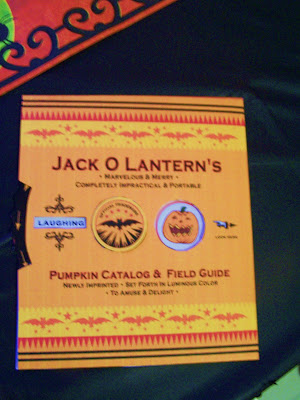 JACK O LANTERN'S
• MARVELOUS & MERRY •
COMPLETELY IMPRACTICAL & PORTABLE
LAUGHING
PUMPKIN CATALOG & FIELD GUIDE
NEWLY IMPRINTED • SET FORTH IN LUMINOUS COLOR
• TO AMUSE & DELIGHT •